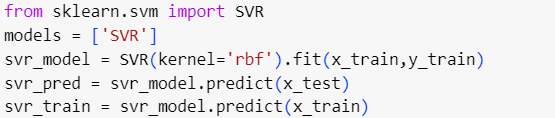 from sklearn.svm import SVR
models = ['SVR']
svr_model = SVR(kernel='rbf').fit(x_train,y_train)
svr_pred = svr_model.predict(x_test)
svr_train = svr_model.predict(x_train)